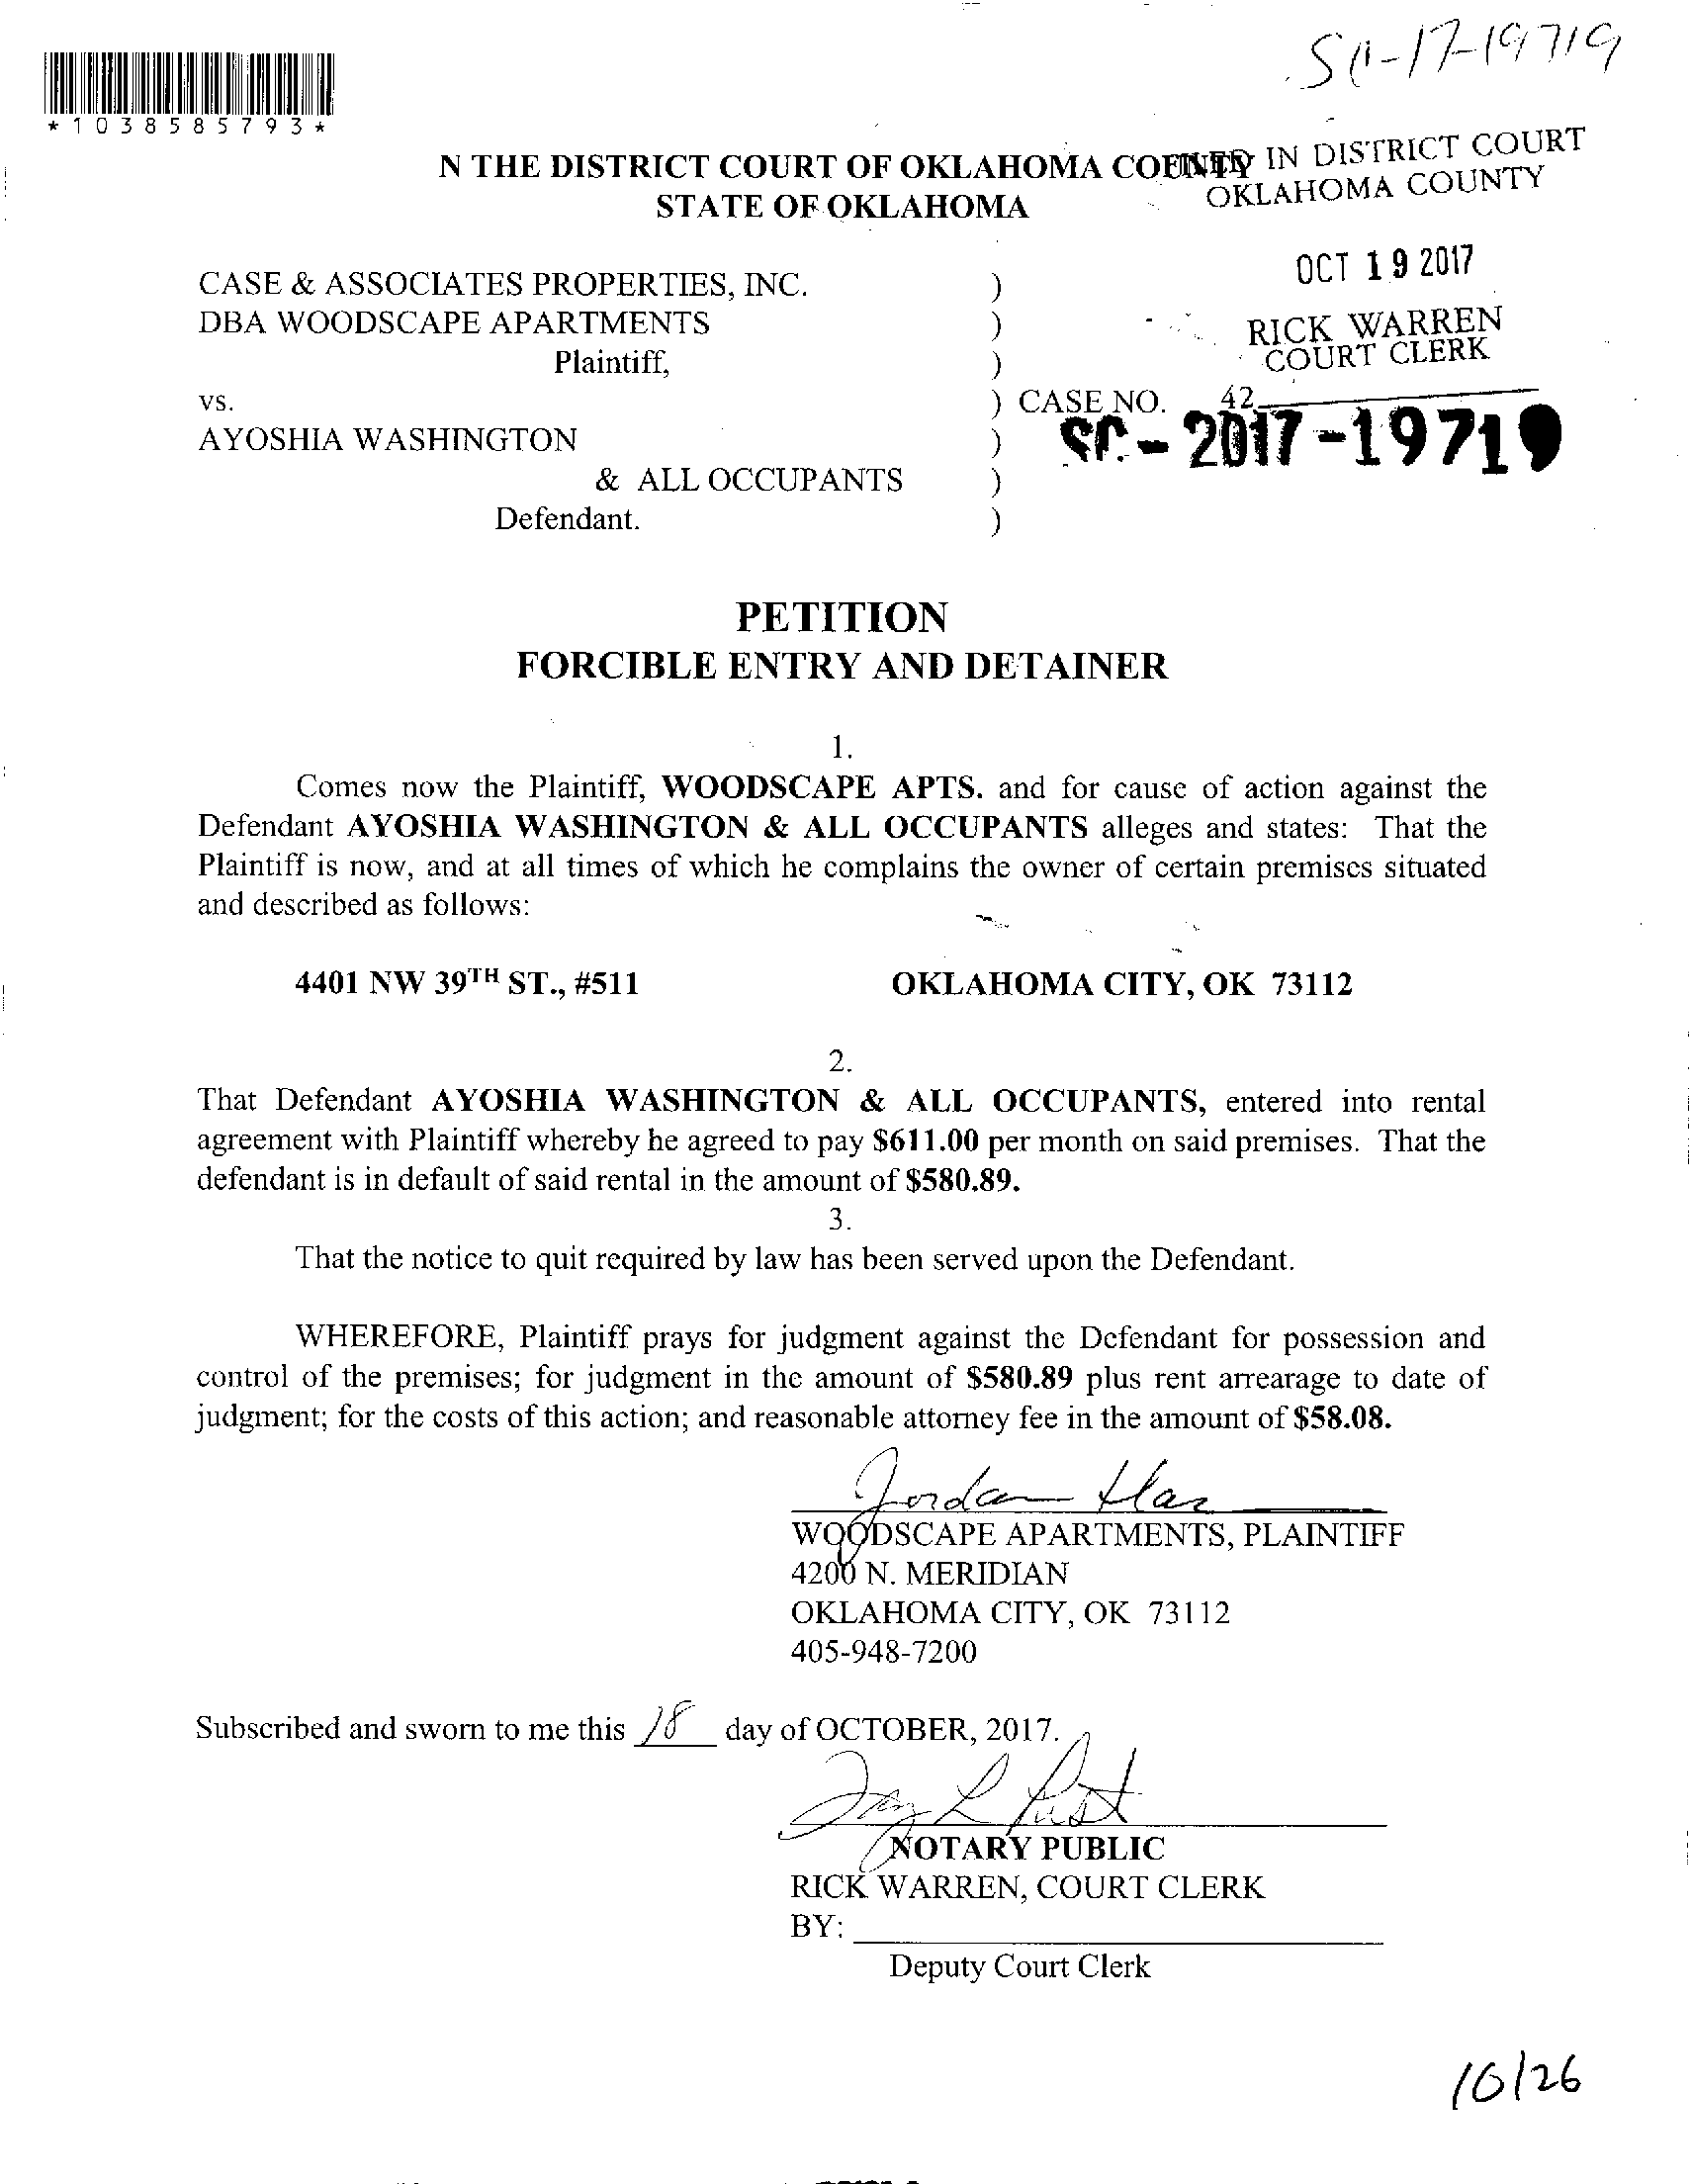 SC-17-19719
*1038585793*
N THE DISTRICT COURT OF OKLAHOMA COUNTY
STATE OF OKLAHOMA
FILED IN DISTRICT COURT
OKLAHOMA COUNTY
OCT 19 2017
RICK WARREN
COURT CLERK
42
CASE & ASSOCIATES PROPERTIES, INC. )
DBA WOODSCAPE APARTMENTS )
Plaintiff, )
vs. ) CASE NO.
AYOSHIA WASHINGTON ) SC-2017-19719
& ALL OCCUPANTS )
Defendant. )
PETITION
FORCIBLE ENTRY AND DETAINER
1.
Comes now the Plaintiff, WOODSCAPE APTS. and for cause of action against the
Defendant AYOSHIA WASHINGTON & ALL OCCUPANTS alleges and states: That the
Plaintiff is now, and at all times of which he complains the owner of certain premises situated
and described as follows:
4401 NW 39TH ST., #511 OKLAHOMA CITY, OK 73112
2.
That Defendant AYOSHIA WASHINGTON & ALL OCCUPANTS, entered into rental
agreement with Plaintiff whereby he agreed to pay $611.00 per month on said premises. That the
defendant is in default of said rental in the amount of $580.89.
3.
That the notice to quit required by law has been served upon the Defendant.
WHEREFORE, Plaintiff prays for judgment against the Defendant for possession and
control of the premises; for judgment in the amount of $580.89 plus rent arrearage to date of
judgment; for the costs of this action; and reasonable attorney fee in the amount of $58.08.
Jordan
WOODSCAPE APARTMENTS, PLAINTIFF
4200 N. MERIDIAN
OKLAHOMA CITY, OK 73112
405-948-7200
Subscribed and sworn to me this 18 day of OCTOBER, 2017.
NOTARY PUBLIC
RICK WARREN, COURT CLERK
BY:
Deputy Court Clerk
10/26